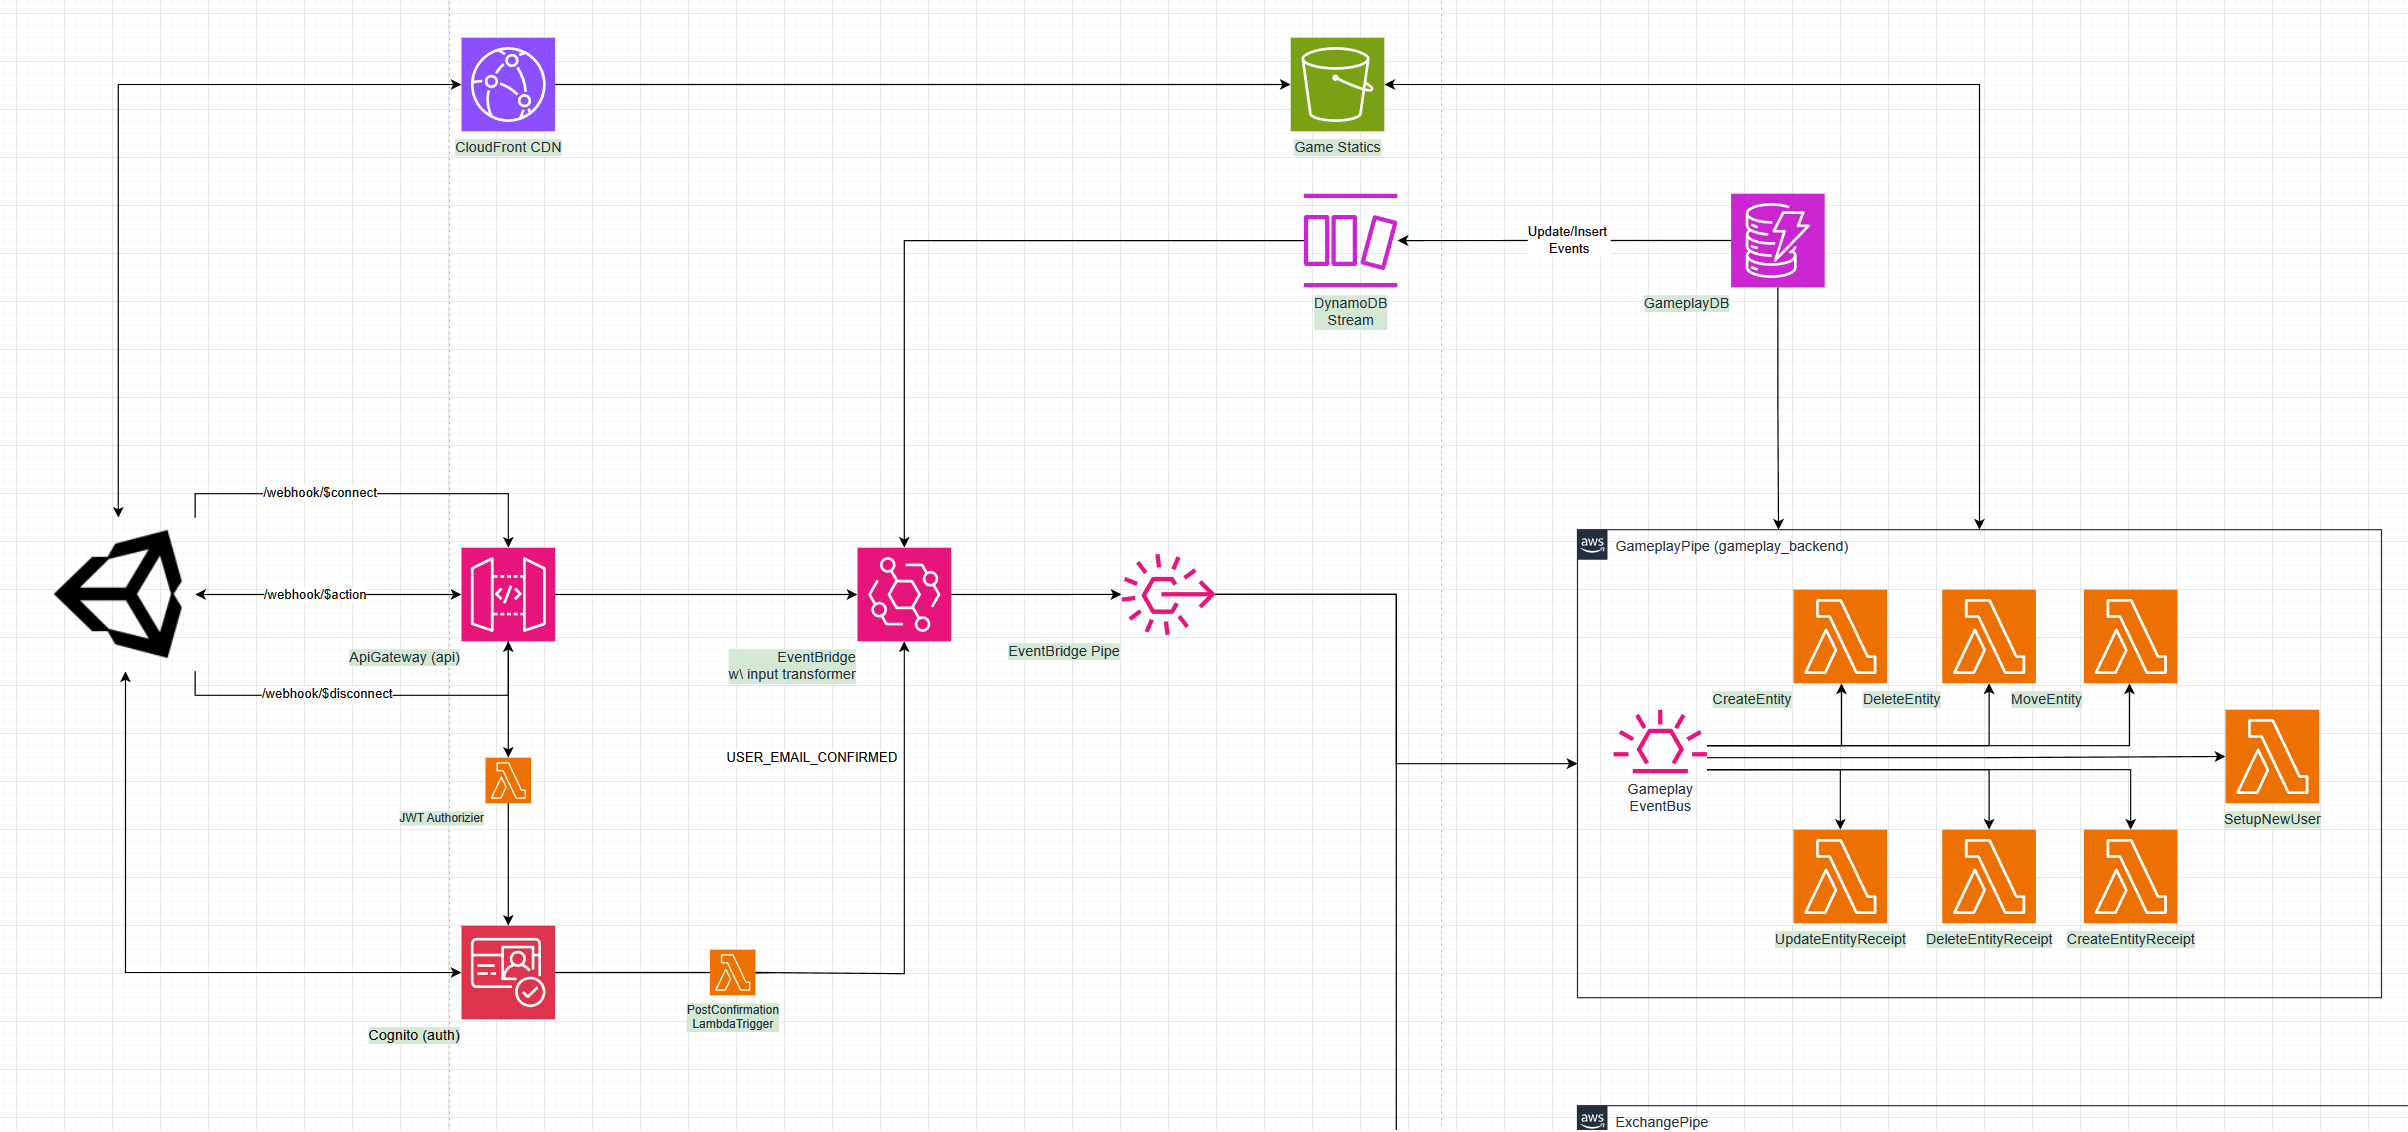 CloudFront CDN
Game Statics
Update/Insert
Events
DynamoDB
Stream
GameplayDB
/webhook/$connect
/webhook/$action
ApiGateway (api)
/webhook/$disconnect
EventBridge
w\ input transformer
EventBridge Pipe
JWT Authorizier
USER_EMAIL_CONFIRMED
Cognito (auth)
PostConfirmation
LambdaTrigger
aws
GameplayPipe (gameplay_backend)
CreateEntity
DeleteEntity
MoveEntity
Gameplay
EventBus
SetupNewUser
UpdateEntityReceipt
DeleteEntityReceipt
CreateEntityReceipt
aws
ExchangePipe